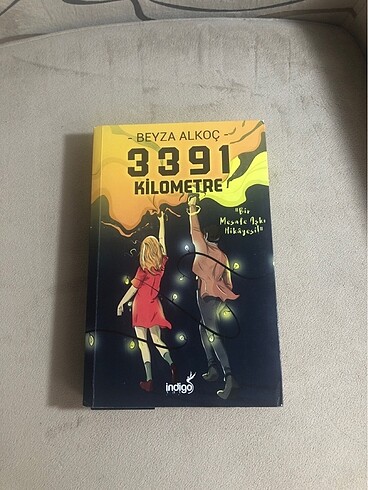 - BEYZA ALKOÇ -
3391
KİLOMETRE
"Bir
Mesafe Aşkı
Hikâyesi!"
indigo